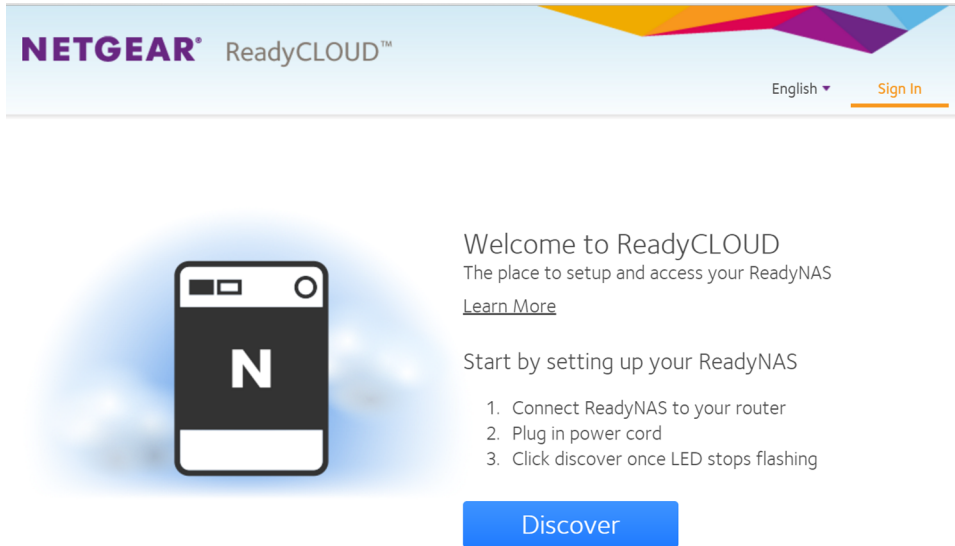 NETGEAR® ReadyCLOUD™
English Sign In
Welcome to ReadyCLOUD
The place to setup and access your ReadyNAS
Learn More
Start by setting up your ReadyNAS
1. Connect ReadyNAS to your router
2. Plug in power cord
3. Click discover once LED stops flashing
N
Discover